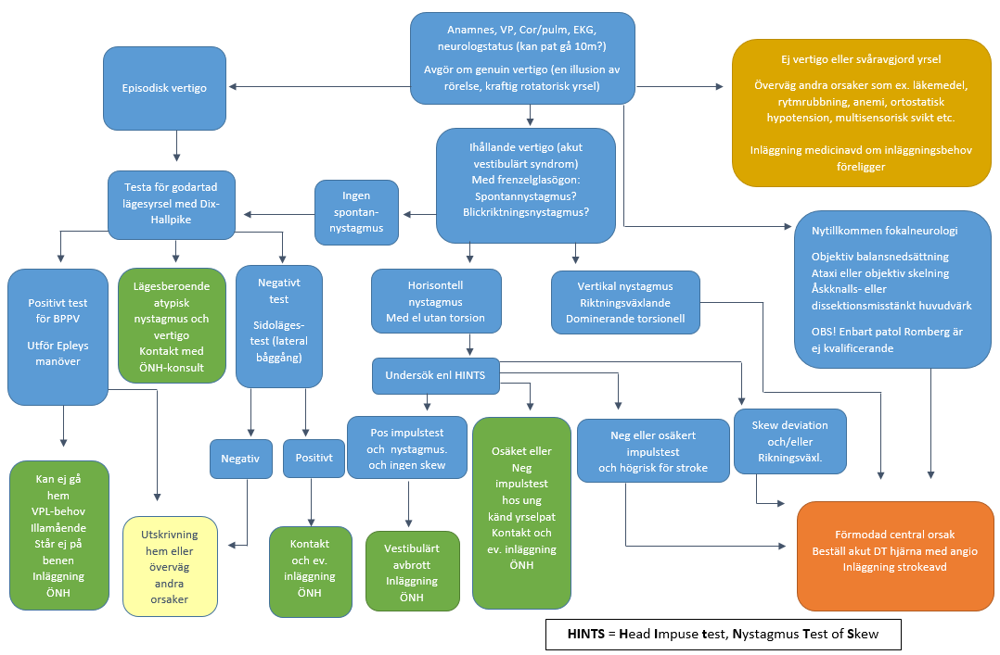 Anamnes, VP, Cor/pulm, EKG,
neurologstatus (kan pat gå 10m?)
Avgör om genuin vertigo (en illusion av
rörelse, kraftig rotatorisk yrsel)
Episodisk vertigo
Ej vertigo eller svåravgjord yrsel
Överväg andra orsaker som ex. läkemedel,
rytmrubbning, anemi, ortostatisk
hypotension, multisensorisk svikt etc.
Inläggning medicinavd om inläggningsbehov
föreligger
Ihållande vertigo (akut
vestibulärt syndrom)
Med frenzelglasögon:
Spontannystagmus?
Blickriktningsnystagmus?
Testa för godartad
lägesyrsel med Dix-
Hallpike
Ingen
spontan-
nystagmus
Nytillkommen fokalneurologi
Objektiv balansnedsättning
Ataxi eller objektiv skelning
Åskknalls- eller
dissektionsmisstänkt huvudvärk
OBS! Enbart patol Romberg är
ej kvalificerande
Positivt test
för BPPV
Utför Epleys
manöver
Lägesberoende
atypisk
nystagmus och
vertigo
Kontakt med
ÖNH-konsult
Negativt
test
Sidoläges-
test (lateral
båggång)
Horisontell
nystagmus
Med el utan torsion
Vertikal nystagmus
Riktningsväxlande
Dominerande torsionell
Undersök enl HINTS
Negativ
Positivt
Pos impulstest
och  nystagmus.
och ingen skew
Osäket eller
Neg
impulstest
hos ung
känd yrselpat
Kontakt och
ev. inläggning
ÖNH
Neg eller osäkert
impulstest
och högrisk för stroke
Skew deviation
och/eller
Rikningsväxl.
Kan ej gå
hem
VPL-behov
Illamående
Står ej på
benen
Inläggning
ÖNH
Utskrivning
hem eller
överväg
andra
orsaker
Kontakt
och ev.
inläggning
ÖNH
Vestibulärt
avbrott
Inläggning
ÖNH
Förmodad central orsak
Beställ akut DT hjärna med angio
Inläggning strokeavd
HINTS = Head Impuse test, Nystagmus Test of Skew